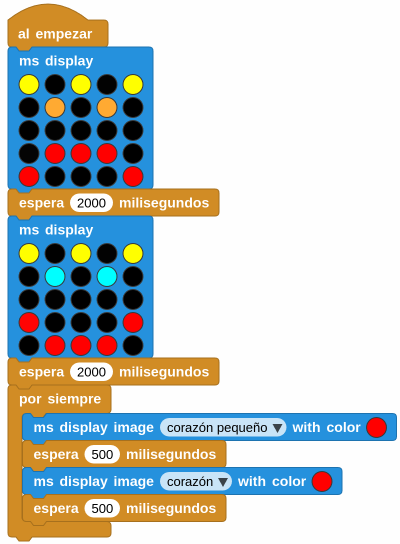 al empezar
ms display
espera 2000 milisegundos
ms display
espera 2000 milisegundos
por siempre
ms display image corazón pequeño with color
espera 500 milisegundos
ms display image corazón with color
espera 500 milisegundos